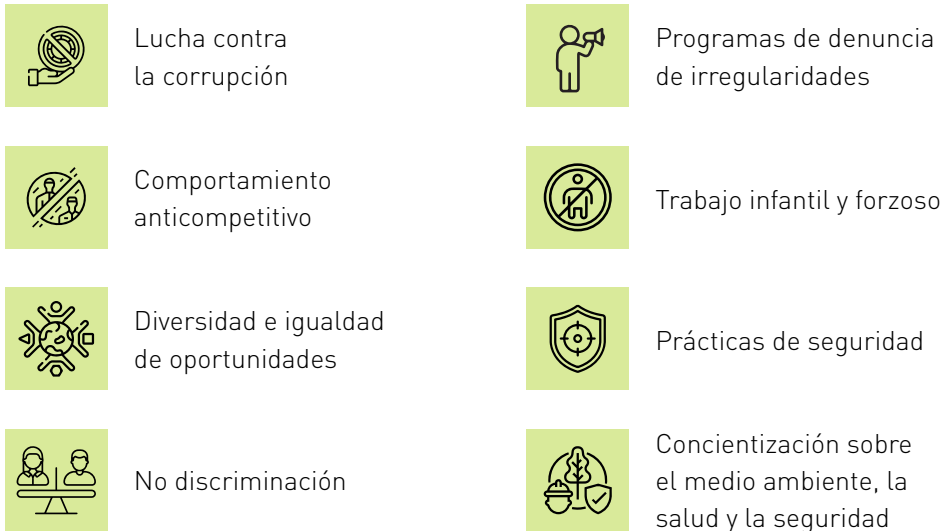 Lucha contra
la corrupción
Comportamiento
anticompetitivo
Diversidad e igualdad
de oportunidades
No discriminación
Programas de denuncia
de irregularidades
Trabajo infantil y forzoso
Prácticas de seguridad
Concientización sobre
el medio ambiente, la
salud y la seguridad